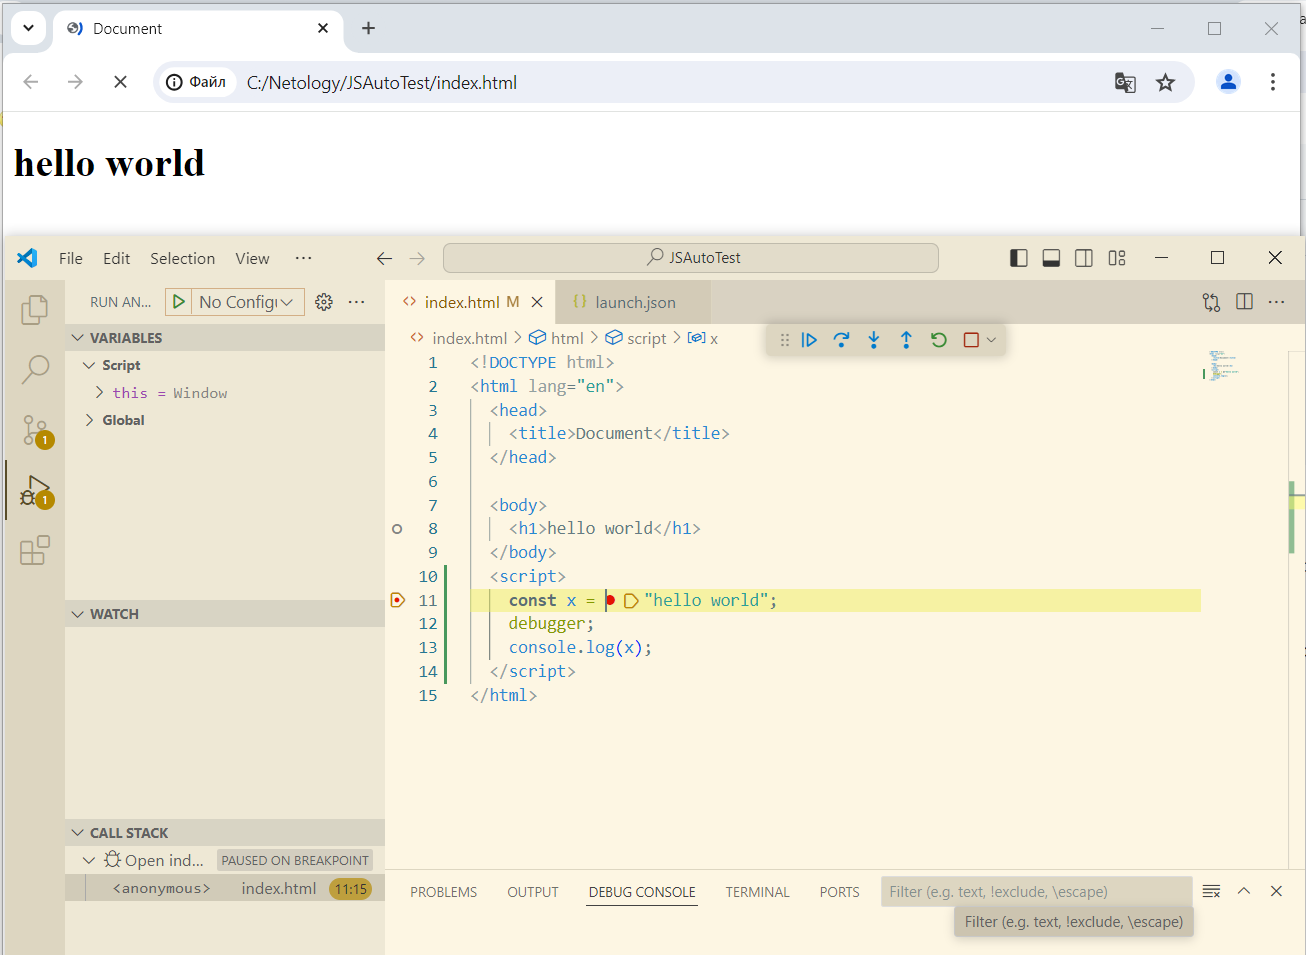 Document
Файл C:/Netology/JSAutoTest/index.html
hello world
File Edit Selection View ··· JSAutoTest
RUN AN... No Config ···
index.html M launch.json ···
VARIABLES
index.html > html > script > x
Script
this = Window
Global
1 <!DOCTYPE html>
2 <html lang="en">
3 <head>
4 <title>Document</title>
5 </head>
6
7 <body>
8 <h1>hello world</h1>
9 </body>
10 <script>
11 const x = "hello world";
12 debugger;
13 console.log(x);
14 </script>
15 </html>
1
1
WATCH
CALL STACK
Open ind... PAUSED ON BREAKPOINT
<anonymous> index.html 11:15
PROBLEMS OUTPUT DEBUG CONSOLE TERMINAL PORTS Filter (e.g. text, !exclude, \escape)
Filter (e.g. text, !exclude, \escape)